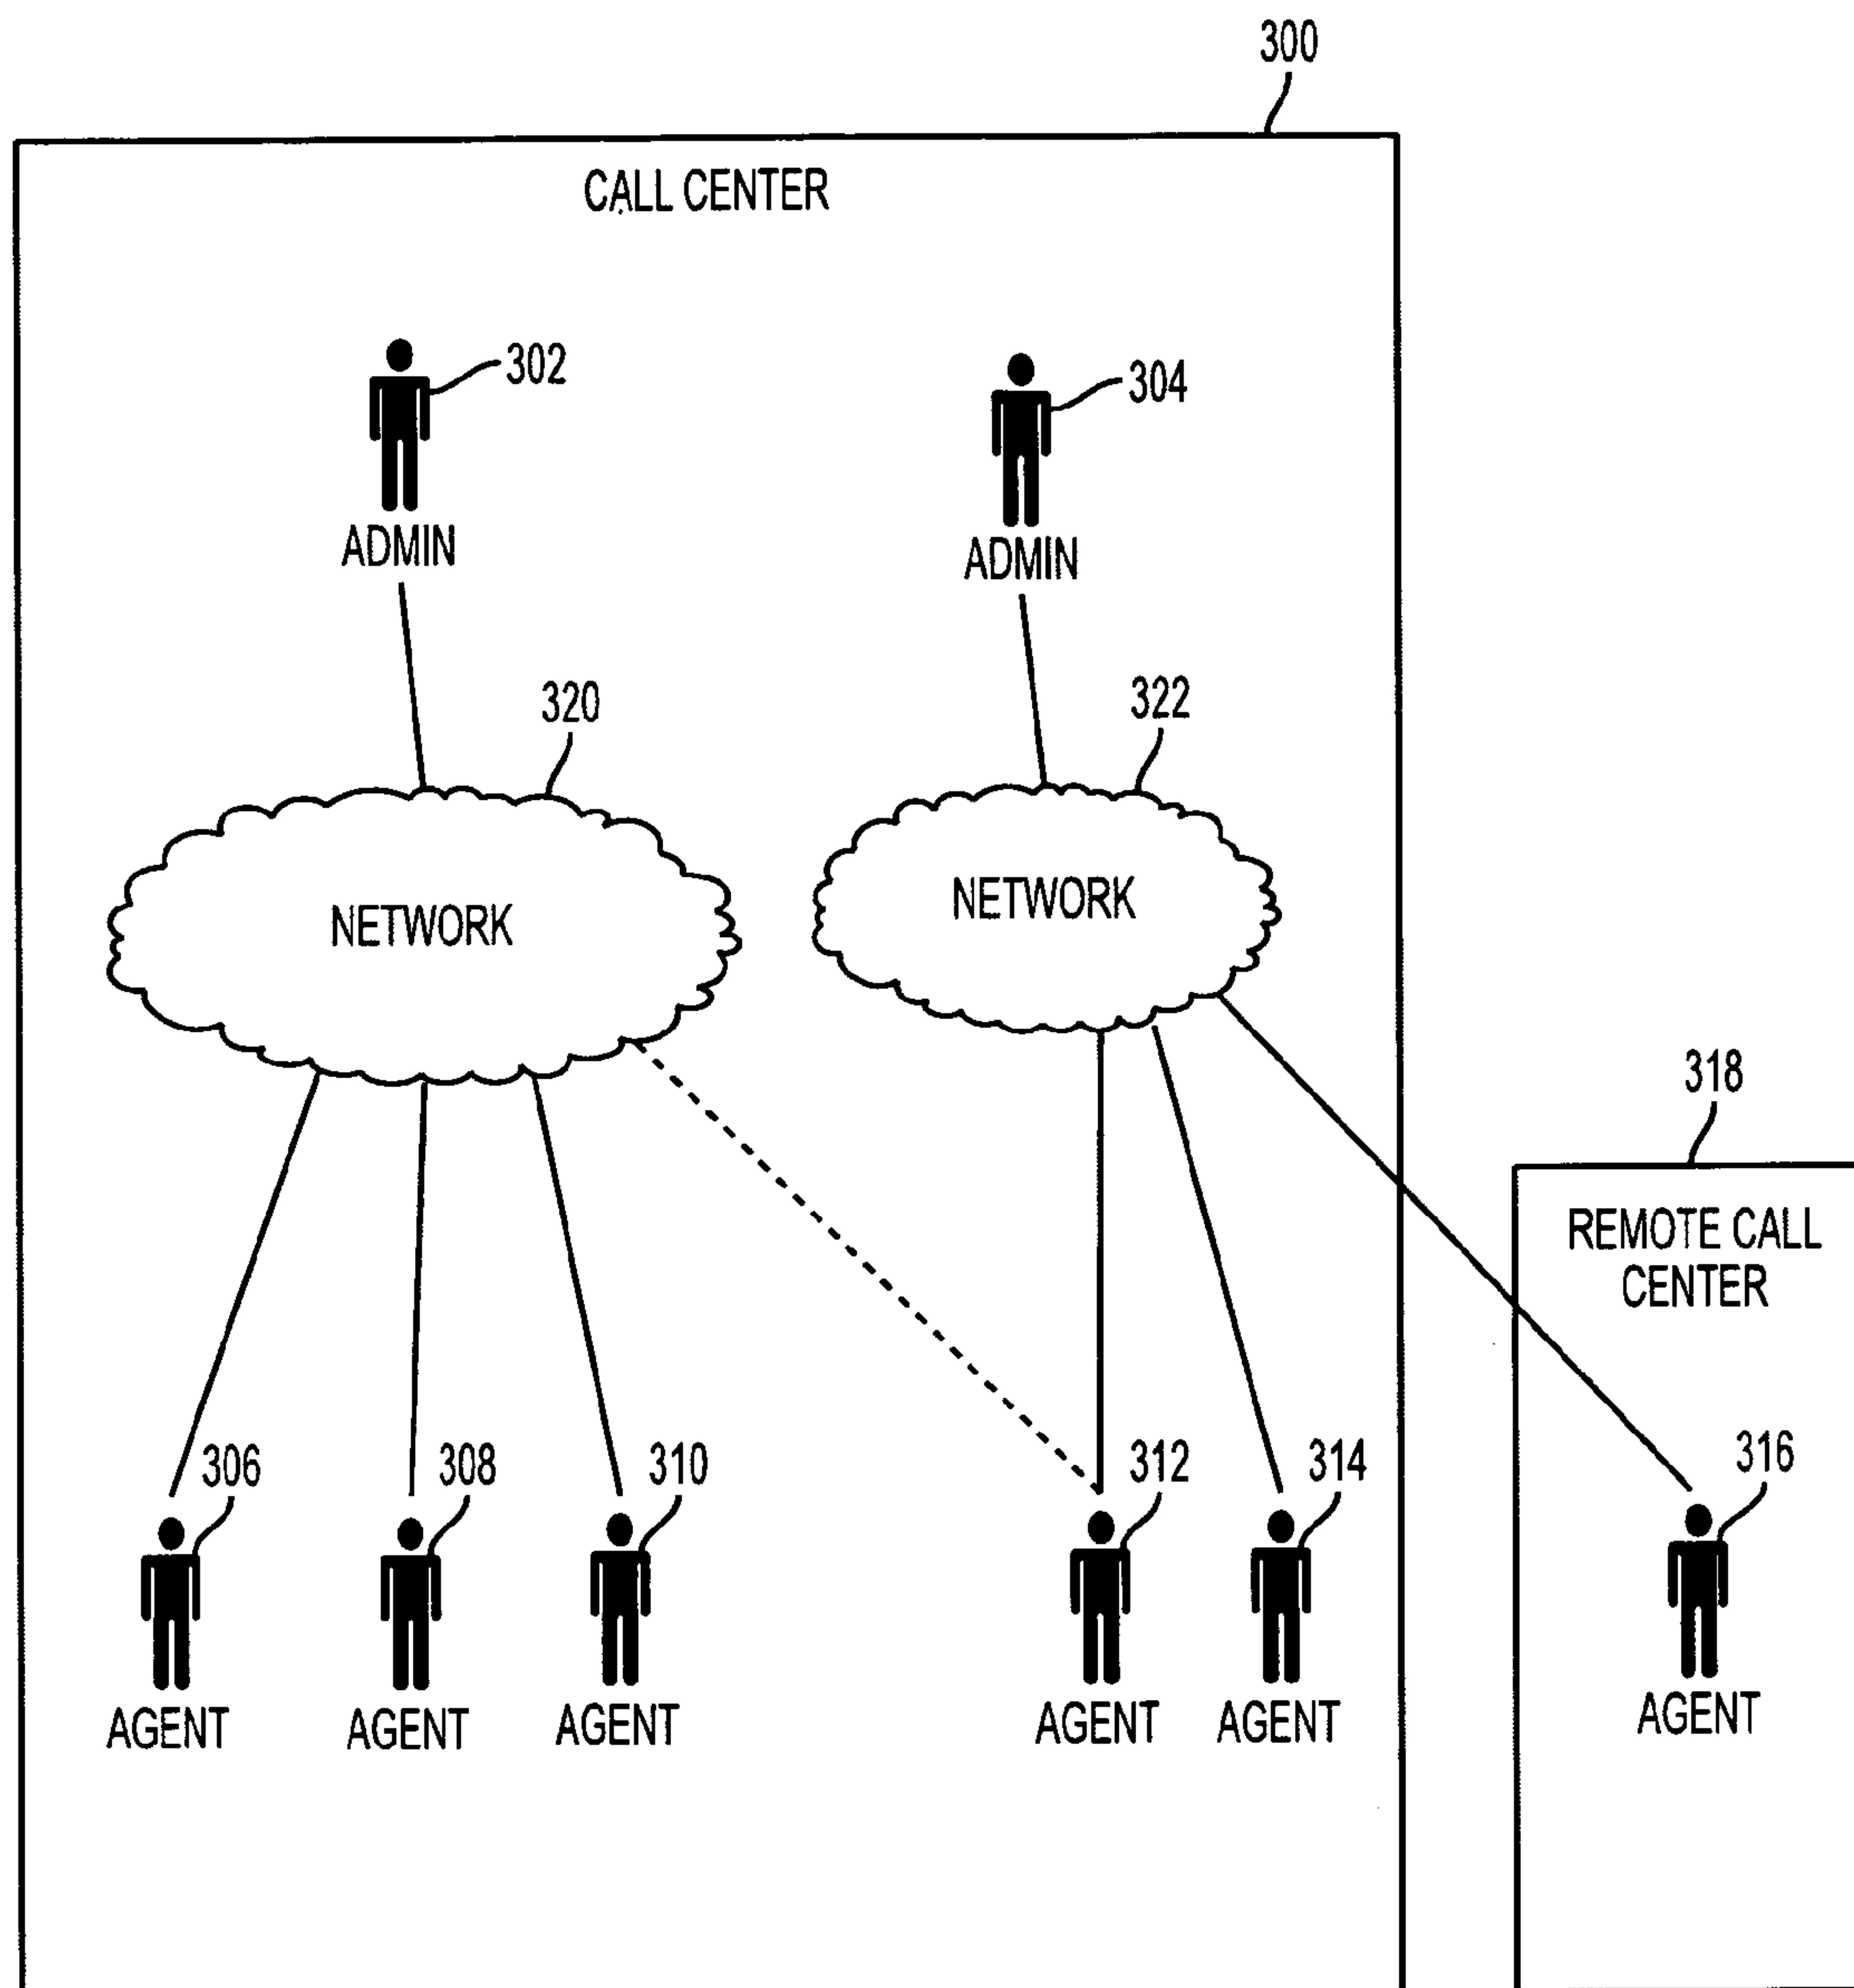 300
CALL CENTER
302
304
ADMIN
ADMIN
320
322
NETWORK
NETWORK
318
REMOTE CALL
CENTER
306
308
310
312
314
316
AGENT
AGENT
AGENT
AGENT
AGENT
AGENT